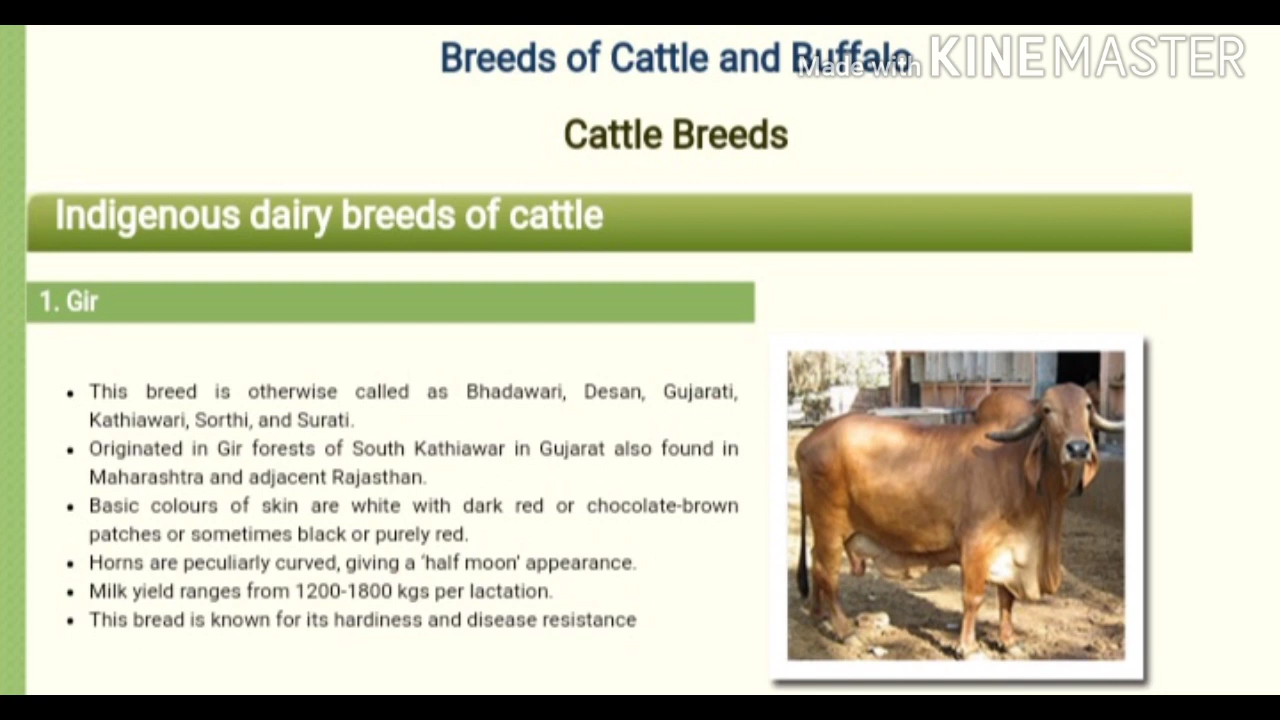 Breeds of Cattle and Buffalo
Made with KINEMASTER
Cattle Breeds
Indigenous dairy breeds of cattle
1. Gir
• This breed is otherwise called as Bhadawari, Desan, Gujarati,
Kathiawari, Sorthi, and Surati.
• Originated in Gir forests of South Kathiawar in Gujarat also found in
Maharashtra and adjacent Rajasthan.
• Basic colours of skin are white with dark red or chocolate-brown
patches or sometimes black or purely red.
• Horns are peculiarly curved, giving a ‘half moon’ appearance.
• Milk yield ranges from 1200-1800 kgs per lactation.
• This bread is known for its hardiness and disease resistance